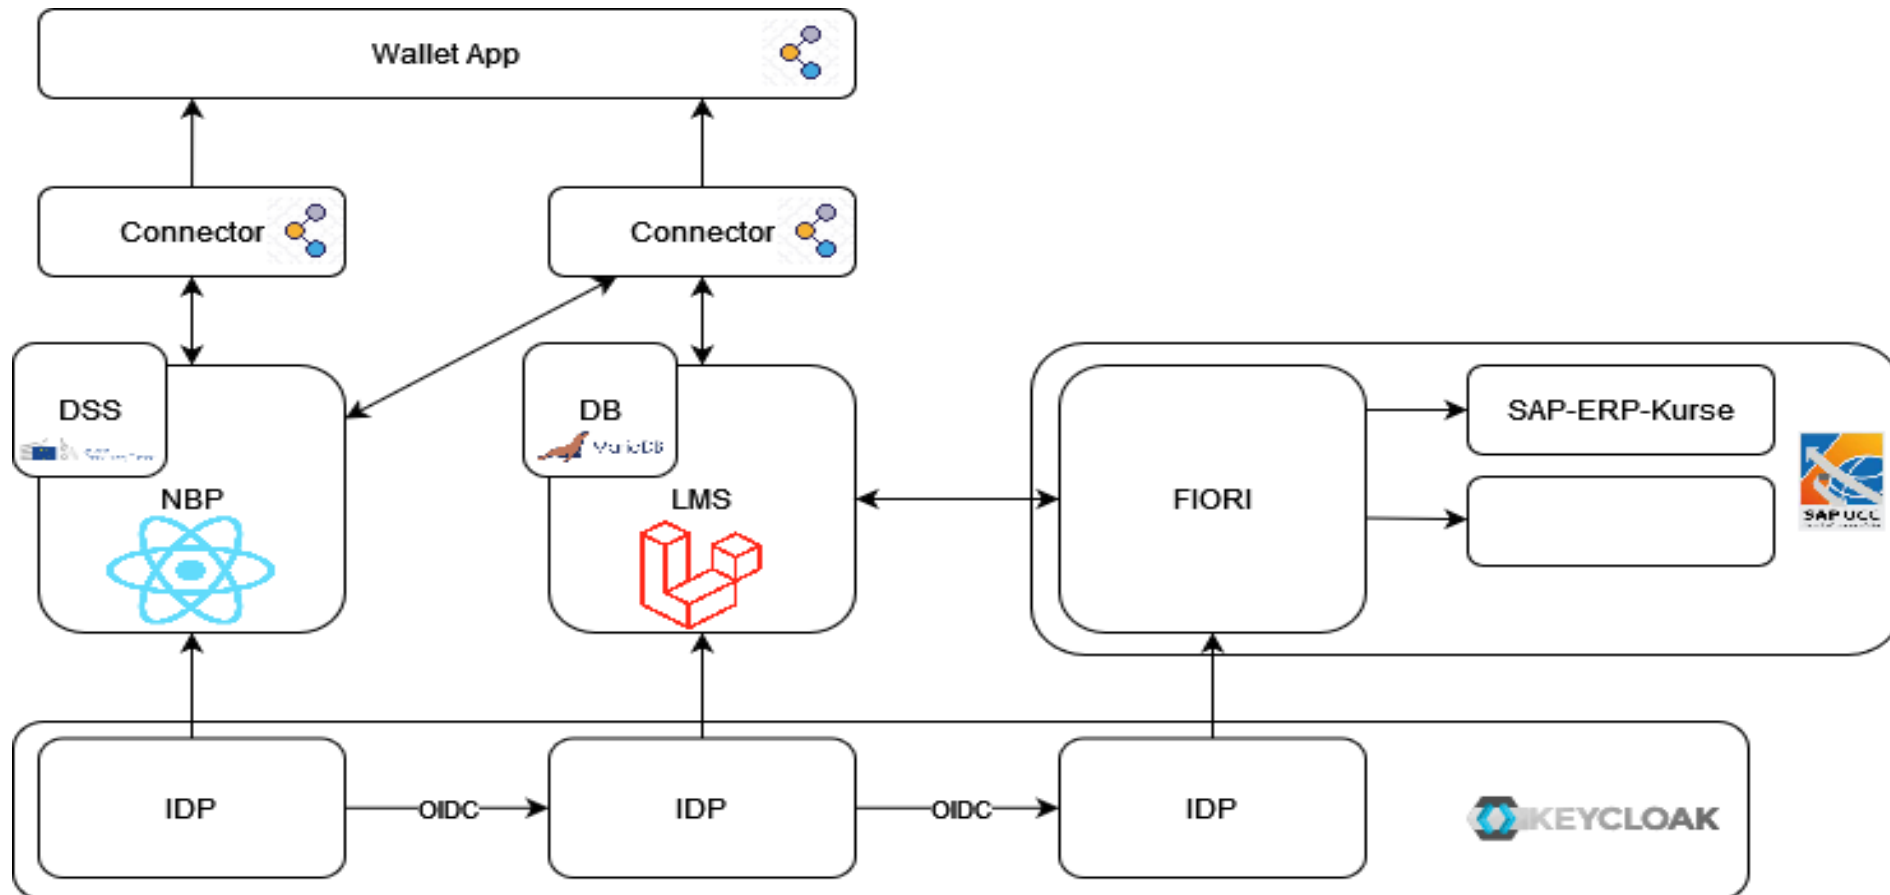 Wallet App
Connector
Connector
DSS
DB
MariaDB
NBP
LMS
FIORI
SAP-ERP-Kurse
SAP UCC
IDP
OIDC
IDP
OIDC
IDP
KEYCLOAK